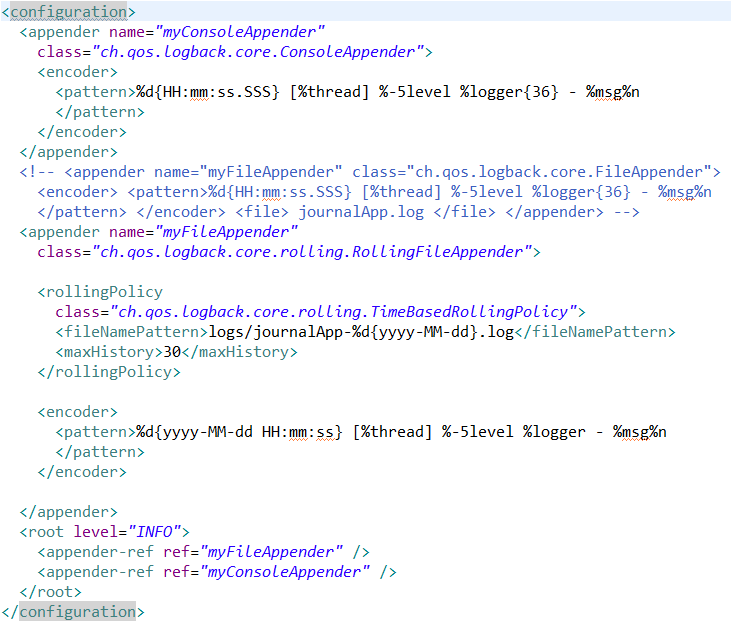 <configuration>
<appender name="myConsoleAppender"
class="ch.qos.logback.core.ConsoleAppender">
<encoder>
<pattern>%d{HH:mm:ss.SSS} [%thread] %-5level %logger{36} - %msg%n
</pattern>
</encoder>
</appender>
<!-- <appender name="myFileAppender" class="ch.qos.logback.core.FileAppender">
<encoder> <pattern>%d{HH:mm:ss.SSS} [%thread] %-5level %logger{36} - %msg%n
</pattern> </encoder> <file> journalApp.log </file> </appender> -->
<appender name="myFileAppender"
class="ch.qos.logback.core.rolling.RollingFileAppender">
<rollingPolicy
class="ch.qos.logback.core.rolling.TimeBasedRollingPolicy">
<fileNamePattern>logs/journalApp-%d{yyyy-MM-dd}.log</fileNamePattern>
<maxHistory>30</maxHistory>
</rollingPolicy>
<encoder>
<pattern>%d{yyyy-MM-dd HH:mm:ss} [%thread] %-5level %logger - %msg%n
</pattern>
</encoder>
</appender>
<root level="INFO">
<appender-ref ref="myFileAppender" />
<appender-ref ref="myConsoleAppender" />
</root>
</configuration>